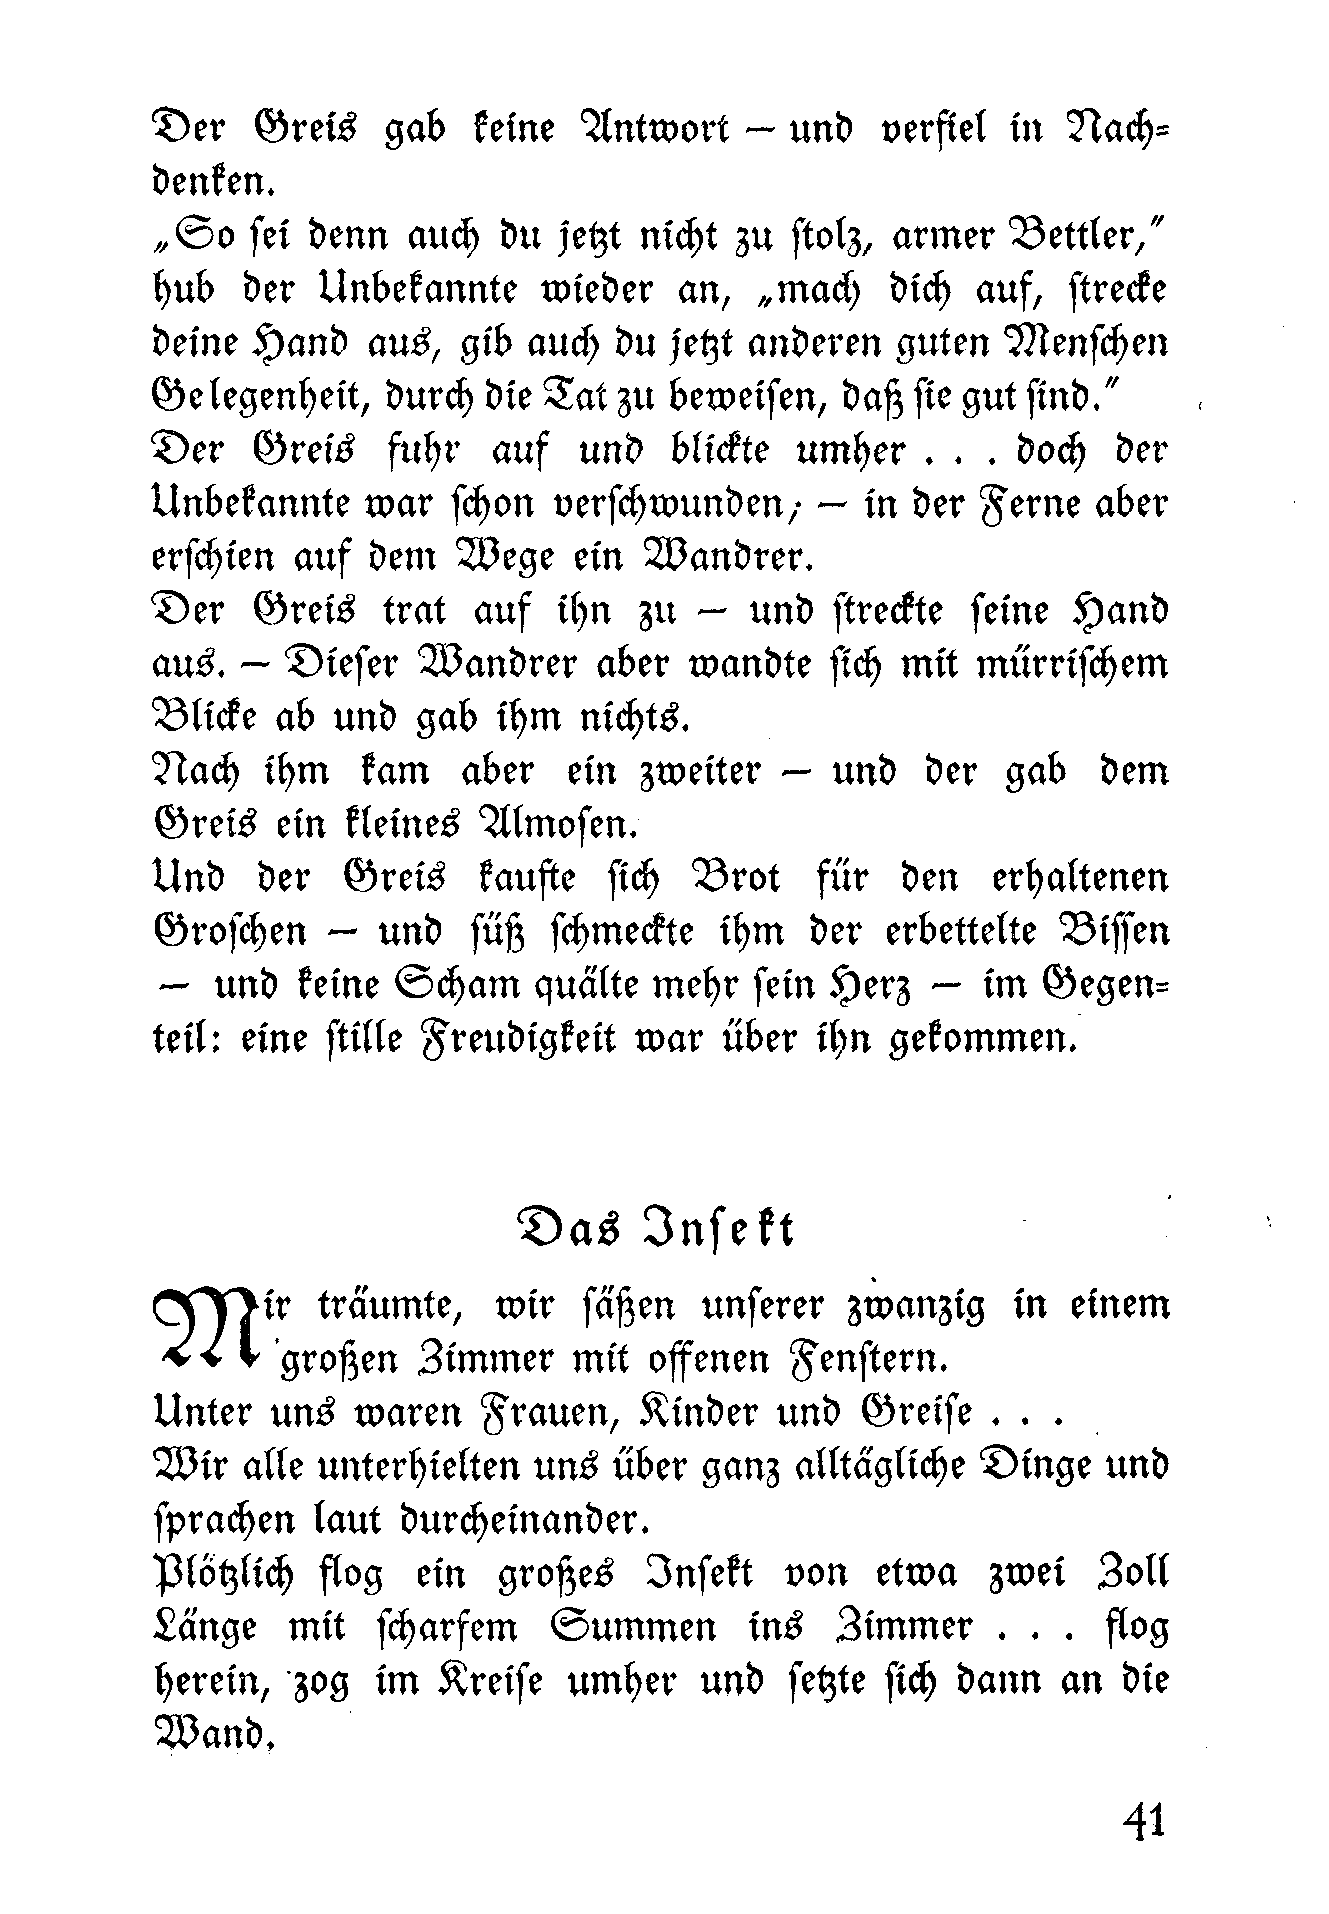 Der Greis gab keine Antwort — und verfiel in Nach=
denken.
„So sei denn auch du jetzt nicht zu stolz, armer Bettler,"
hub der Unbekannte wieder an, „mach dich auf, strecke
deine Hand aus, gib auch du jetzt anderen guten Menschen
Gelegenheit, durch die Tat zu beweisen, daß sie gut sind."
Der Greis fuhr auf und blickte umher . . . doch der
Unbekannte war schon verschwunden; — in der Ferne aber
erschien auf dem Wege ein Wandrer.
Der Greis trat auf ihn zu — und streckte seine Hand
aus. — Dieser Wandrer aber wandte sich mit mürrischem
Blicke ab und gab ihm nichts.
Nach ihm kam aber ein zweiter — und der gab dem
Greis ein kleines Almosen.
Und der Greis kaufte sich Brot für den erhaltenen
Groschen — und süß schmeckte ihm der erbettelte Bissen
— und keine Scham quälte mehr sein Herz — im Gegen=
teil: eine stille Freudigkeit war über ihn gekommen.
Das Insekt
Mir träumte, wir säßen unserer zwanzig in einem
großen Zimmer mit offenen Fenstern.
Unter uns waren Frauen, Kinder und Greise . . .
Wir alle unterhielten uns über ganz alltägliche Dinge und
sprachen laut durcheinander.
Plötzlich flog ein großes Insekt von etwa zwei Zoll
Länge mit scharfem Summen ins Zimmer . . . flog
herein, zog im Kreise umher und setzte sich dann an die
Wand.
41